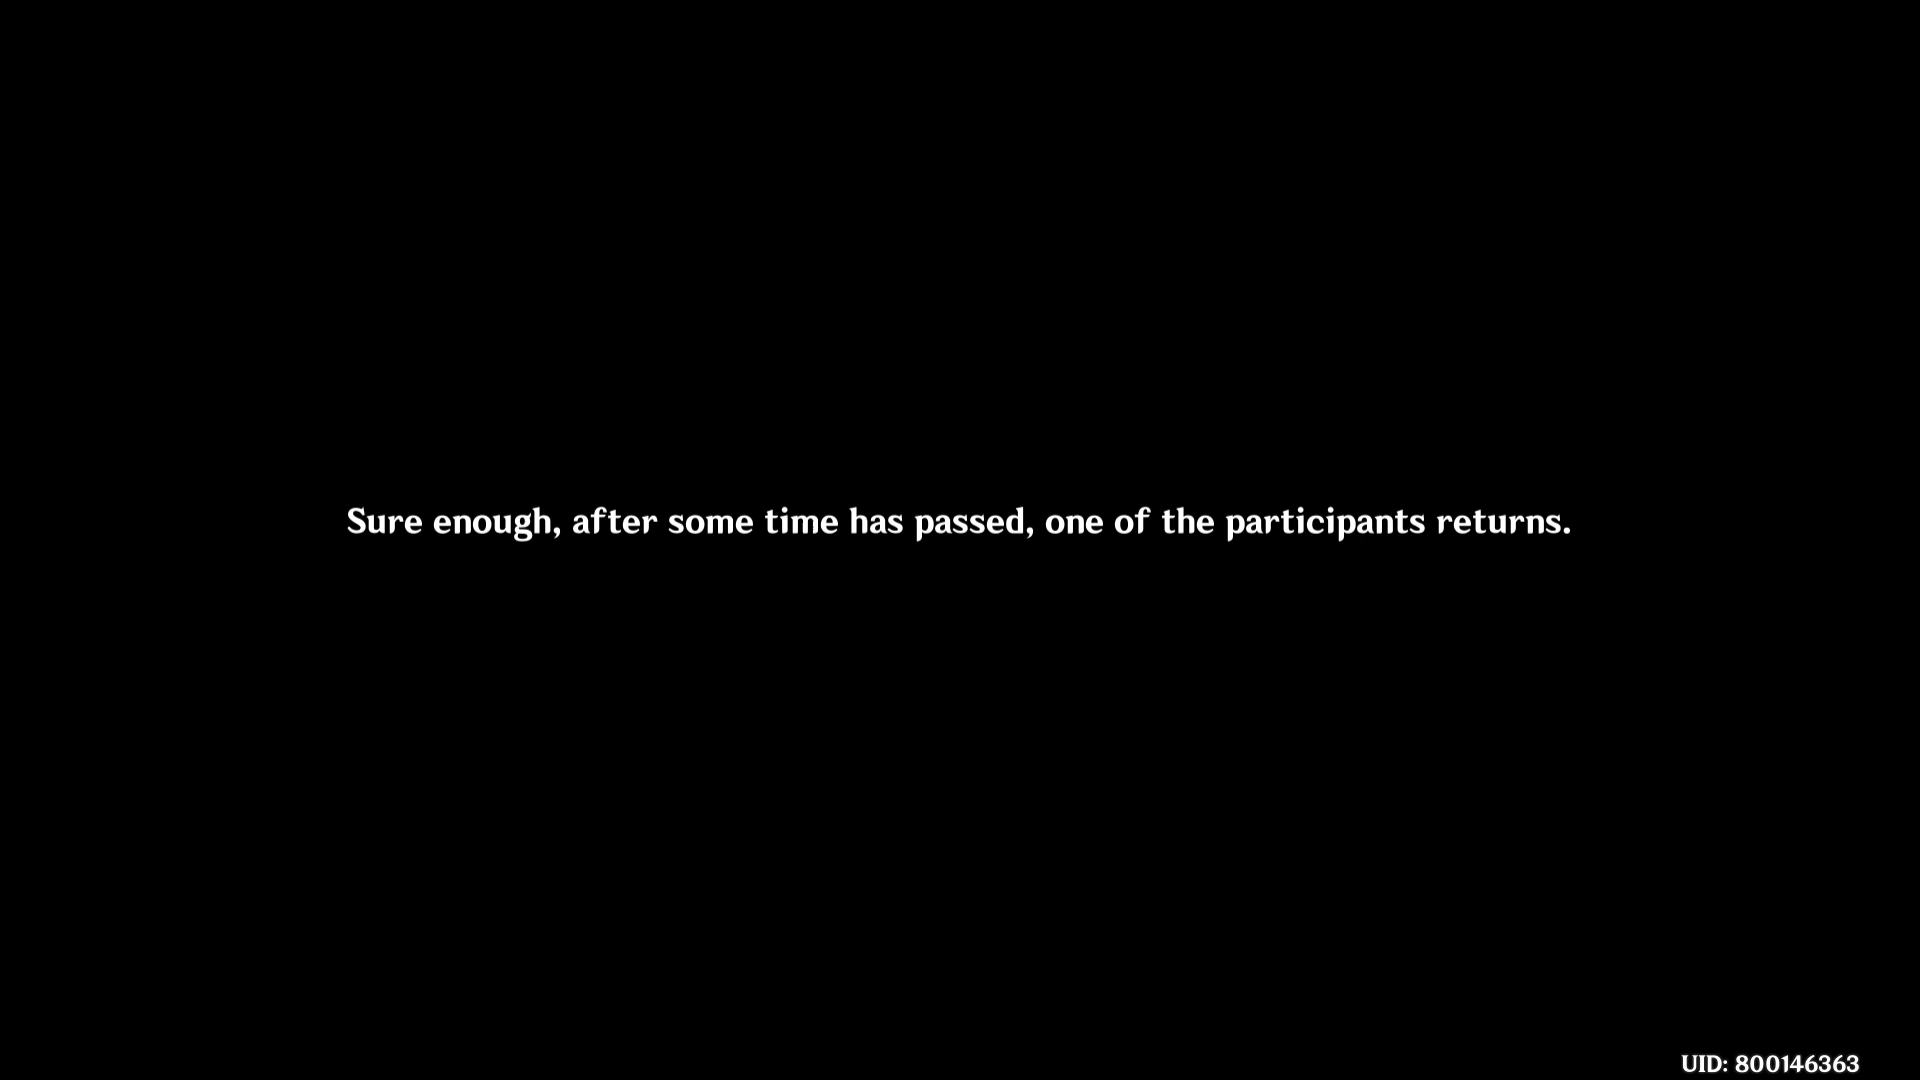 Sure enough, after some time has passed, one of the participants returns.
UID: 800146363